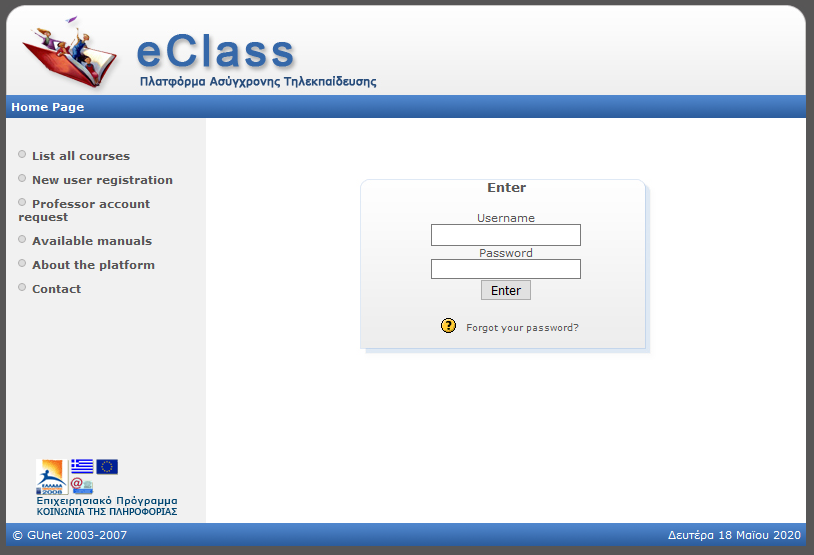 eClass
Πλατφόρμα Ασύγχρονης Τηλεκπαίδευσης
Home Page
List all courses
New user registration
Professor account
request
Available manuals
About the platform
Contact
Enter
Username
Password
Enter
? Forgot your password?
ΕΛΛΑΔΑ
2006
@
Επιχειρησιακό Πρόγραμμα
ΚΟΙΝΩΝΙΑ ΤΗΣ ΠΛΗΡΟΦΟΡΙΑΣ
© GUnet 2003-2007
Δευτέρα 18 Μαΐου 2020